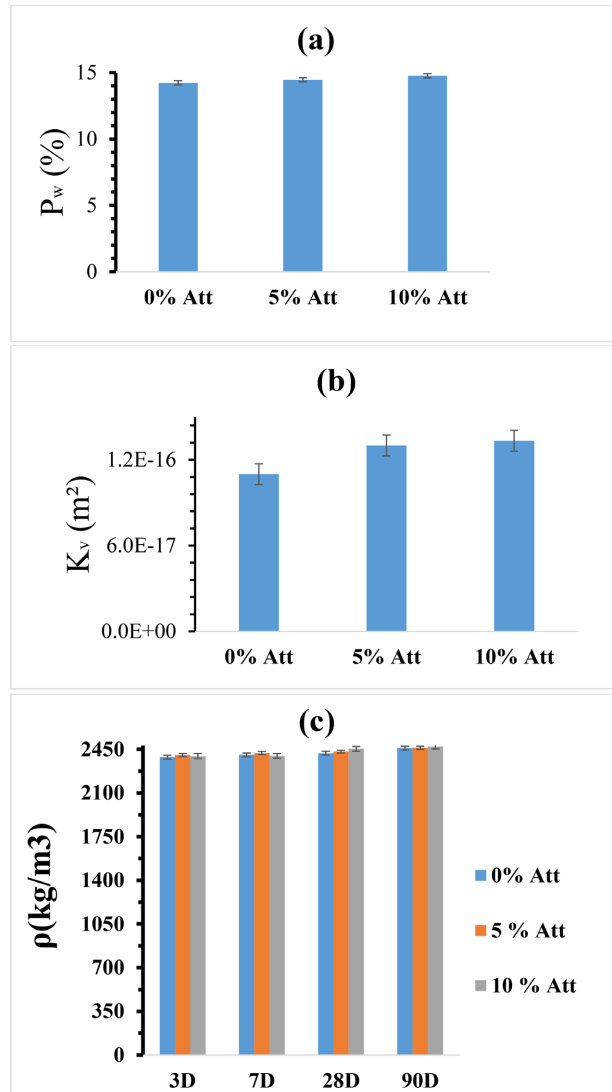 (a)
15
10
5
0
P_w (%)
0% Att
5% Att
10% Att
(b)
1.2E-16
6.0E-17
0.0E+00
K_v (m²)
0% Att
5% Att
10% Att
(c)
2450
2100
1750
1400
1050
700
350
0
ρ(kg/m3)
3D
7D
28D
90D
0% Att
5 % Att
10 % Att